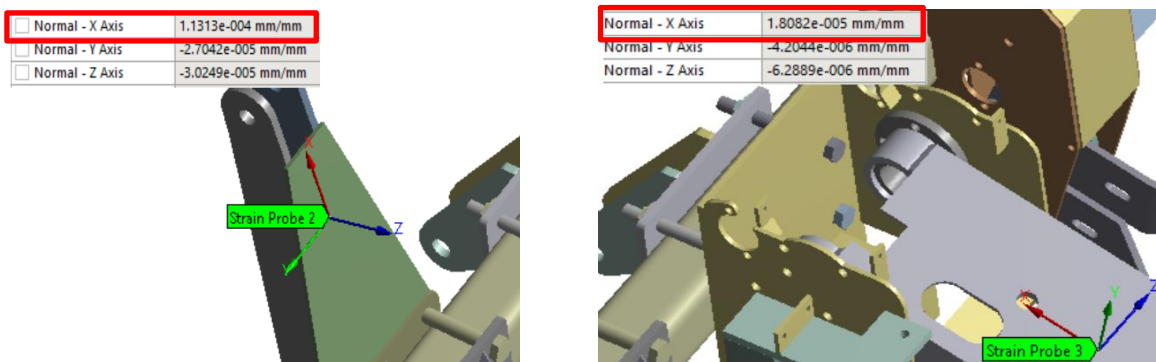 Normal - X Axis 1.1313e-004 mm/mm
Normal - Y Axis -2.7042e-005 mm/mm
Normal - Z Axis -3.0249e-005 mm/mm
X
Strain Probe 2
Z
Y
Normal - X Axis 1.8082e-005 mm/mm
Normal - Y Axis -4.2044e-006 mm/mm
Normal - Z Axis -6.2889e-006 mm/mm
Z
Y
X
Strain Probe 3